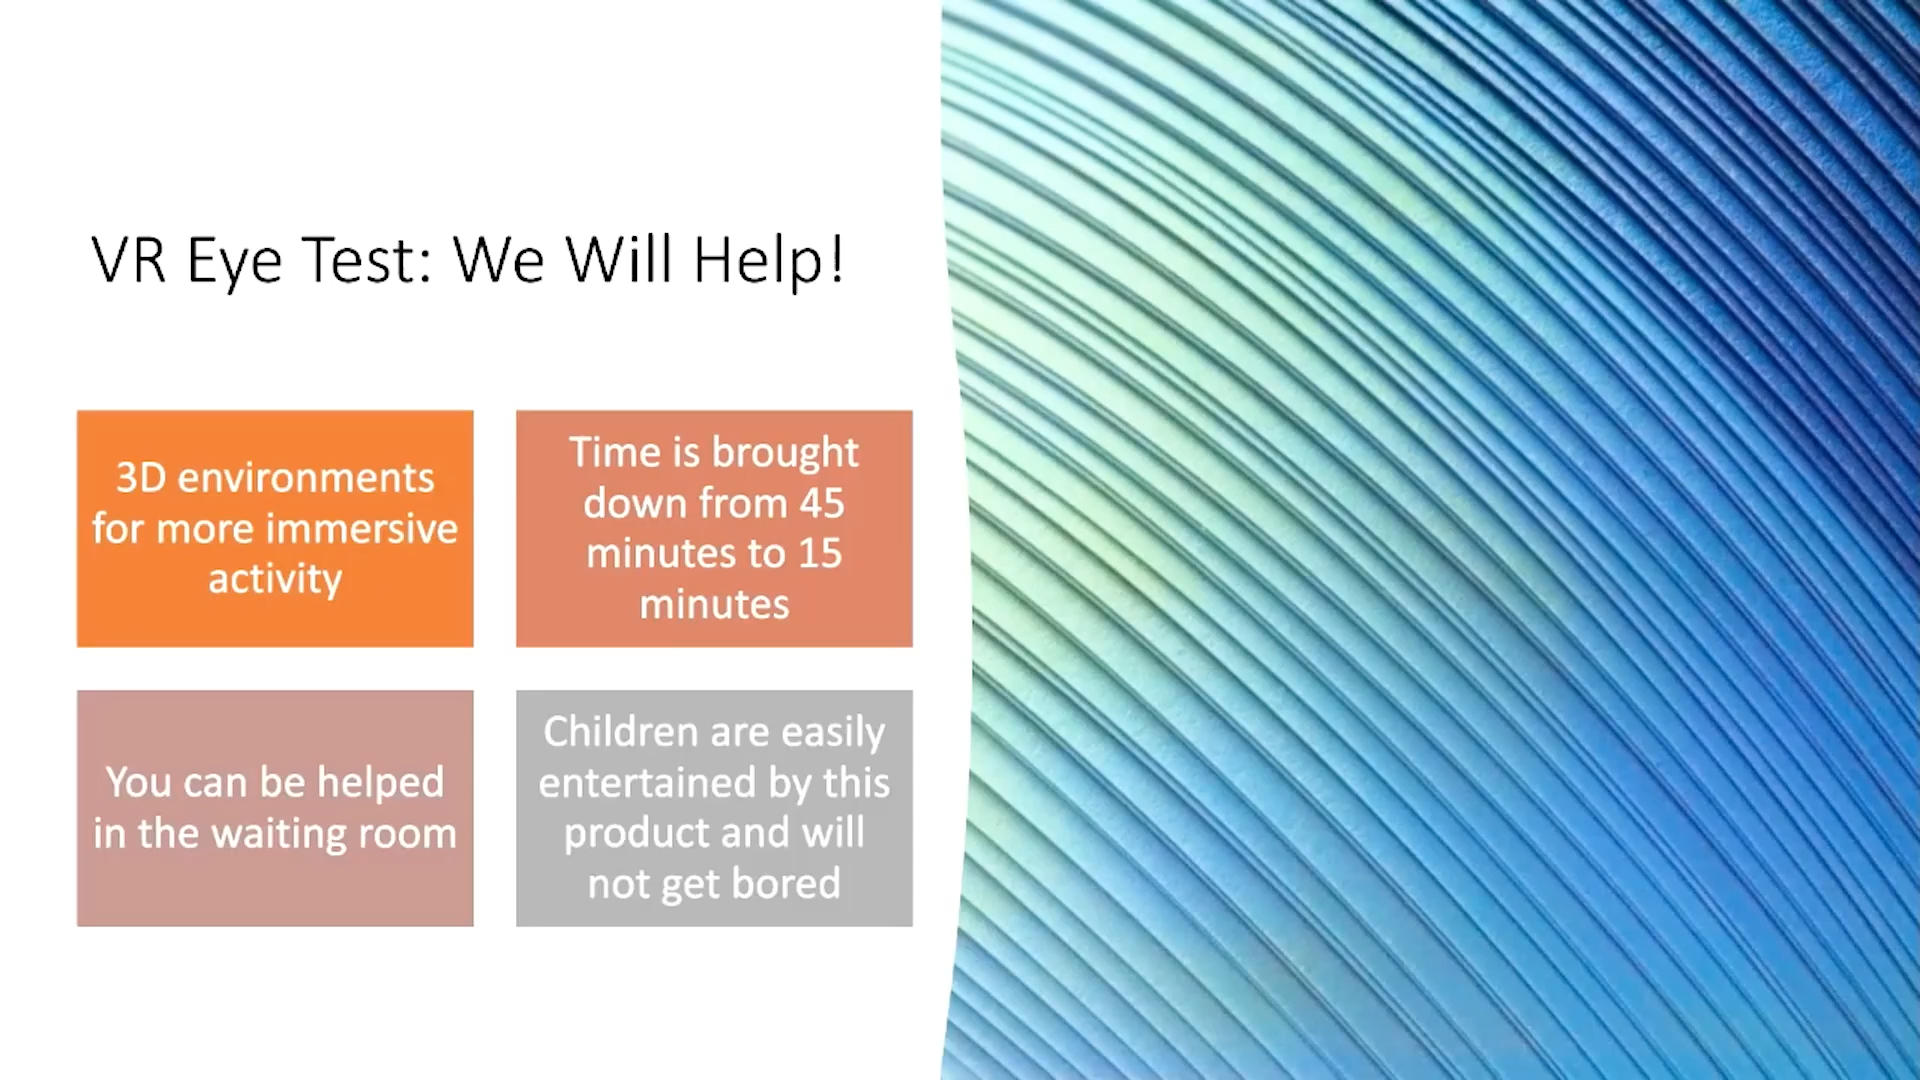 VR Eye Test: We Will Help!
3D environments
for more immersive
activity
Time is brought
down from 45
minutes to 15
minutes
You can be helped
in the waiting room
Children are easily
entertained by this
product and will
not get bored